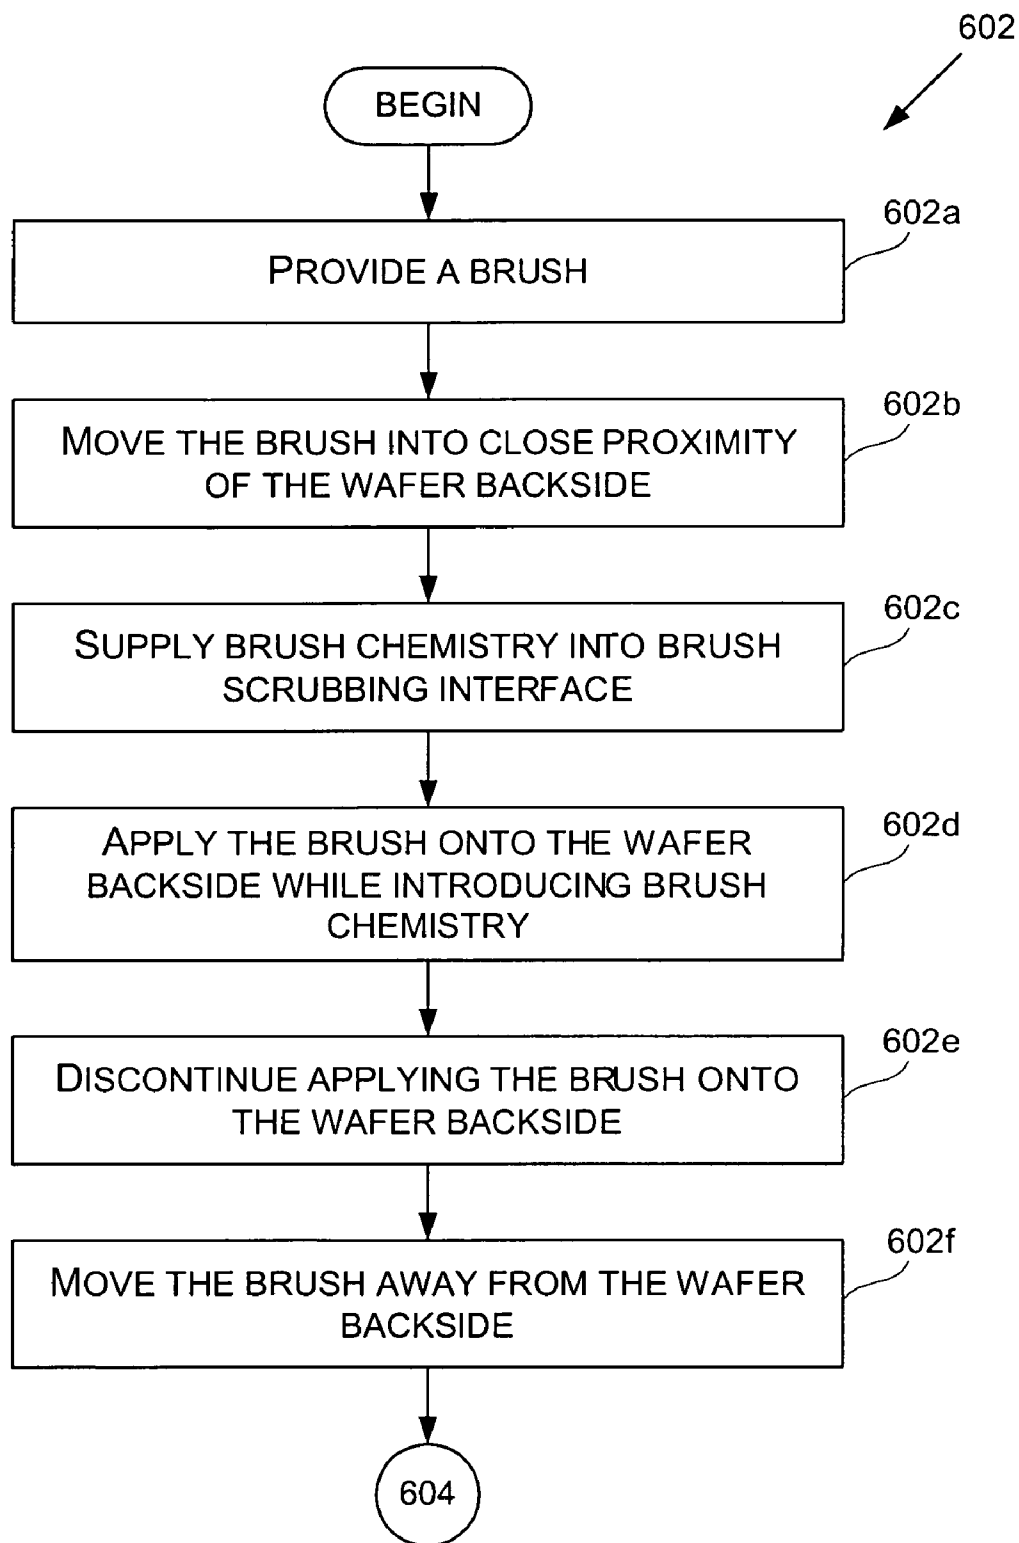 602
BEGIN
602a
PROVIDE A BRUSH
602b
MOVE THE BRUSH INTO CLOSE PROXIMITY
OF THE WAFER BACKSIDE
602c
SUPPLY BRUSH CHEMISTRY INTO BRUSH
SCRUBBING INTERFACE
602d
APPLY THE BRUSH ONTO THE WAFER
BACKSIDE WHILE INTRODUCING BRUSH
CHEMISTRY
602e
DISCONTINUE APPLYING THE BRUSH ONTO
THE WAFER BACKSIDE
602f
MOVE THE BRUSH AWAY FROM THE WAFER
BACKSIDE
604